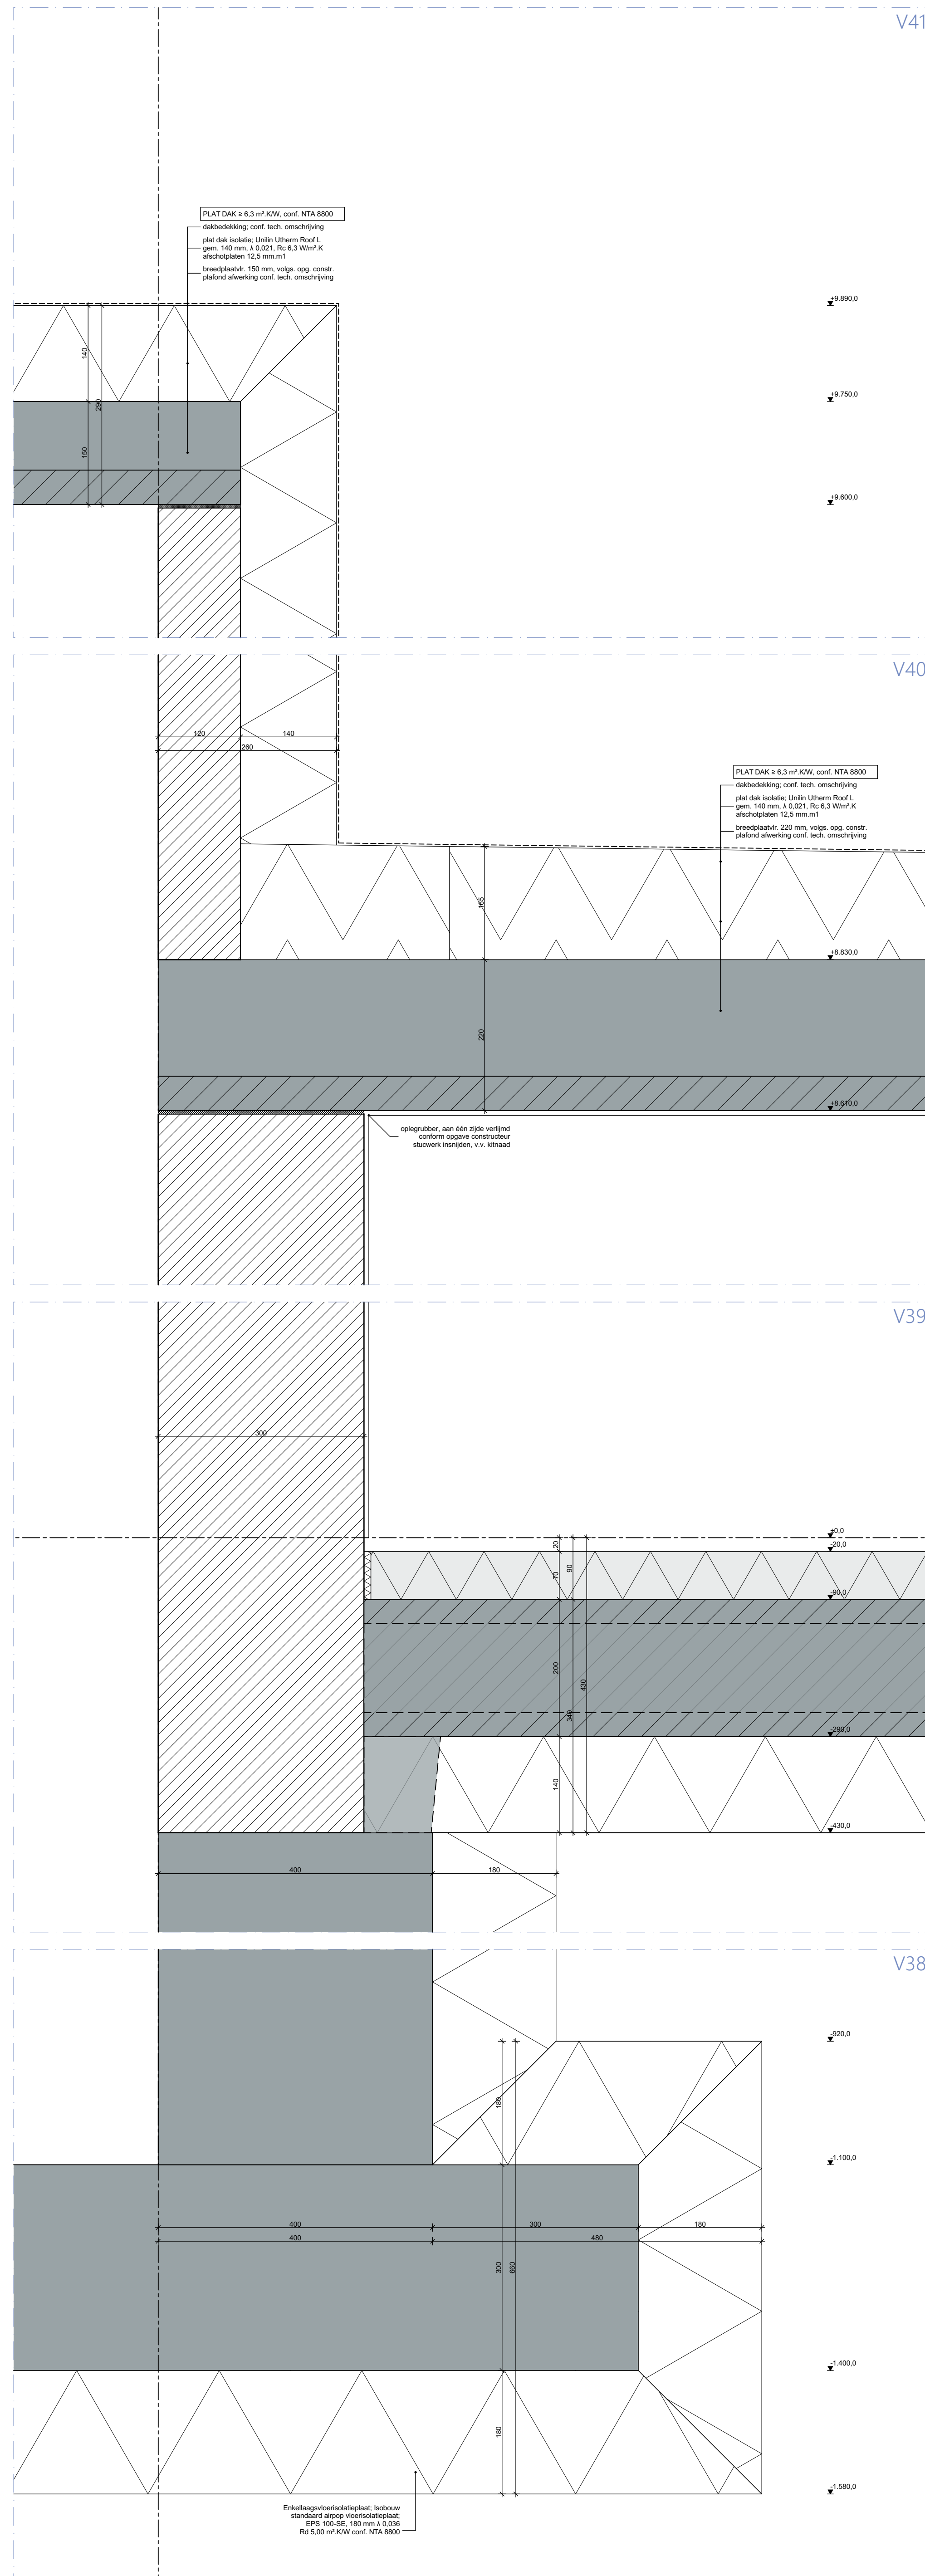 V41
PLAT DAK ≥ 6,3 m².K/W, conf. NTA 8800
dakbedekking; conf. tech. omschrijving
plat dak isolatie; Unilin Utherm Roof L
gem. 140 mm, λ 0,021, Rc 6,3 W/m².K
afschotplaten 12,5 mm.m1
breedplaatvlr. 150 mm, volgs. opg. constr.
plafond afwerking conf. tech. omschrijving
+9.890,0
140
290
+9.750,0
150
+9.600,0
V40
120
140
260
PLAT DAK ≥ 6,3 m².K/W, conf. NTA 8800
dakbedekking; conf. tech. omschrijving
plat dak isolatie; Unilin Utherm Roof L
gem. 140 mm, λ 0,021, Rc 6,3 W/m².K
afschotplaten 12,5 mm.m1
breedplaatvlr. 220 mm, volgs. opg. constr.
plafond afwerking conf. tech. omschrijving
165
+8.830,0
220
+8.610,0
oplegrubber, aan één zijde verlijmd
conform opgave constructeur
stucwerk insnijden, v.v. kitnaad
V39
300
+0,0
20
-20,0
70
90
-90,0
200
430
340
-290,0
140
-430,0
400
180
V38
-920,0
180
-1.100,0
400
300
180
400
480
300
660
-1.400,0
180
-1.580,0
Enkellaagsvloerisolatieplaat; Isobouw
standaard airpop vloerisolatieplaat;
EPS 100-SE, 180 mm λ 0,036
Rd 5,00 m².K/W conf. NTA 8800